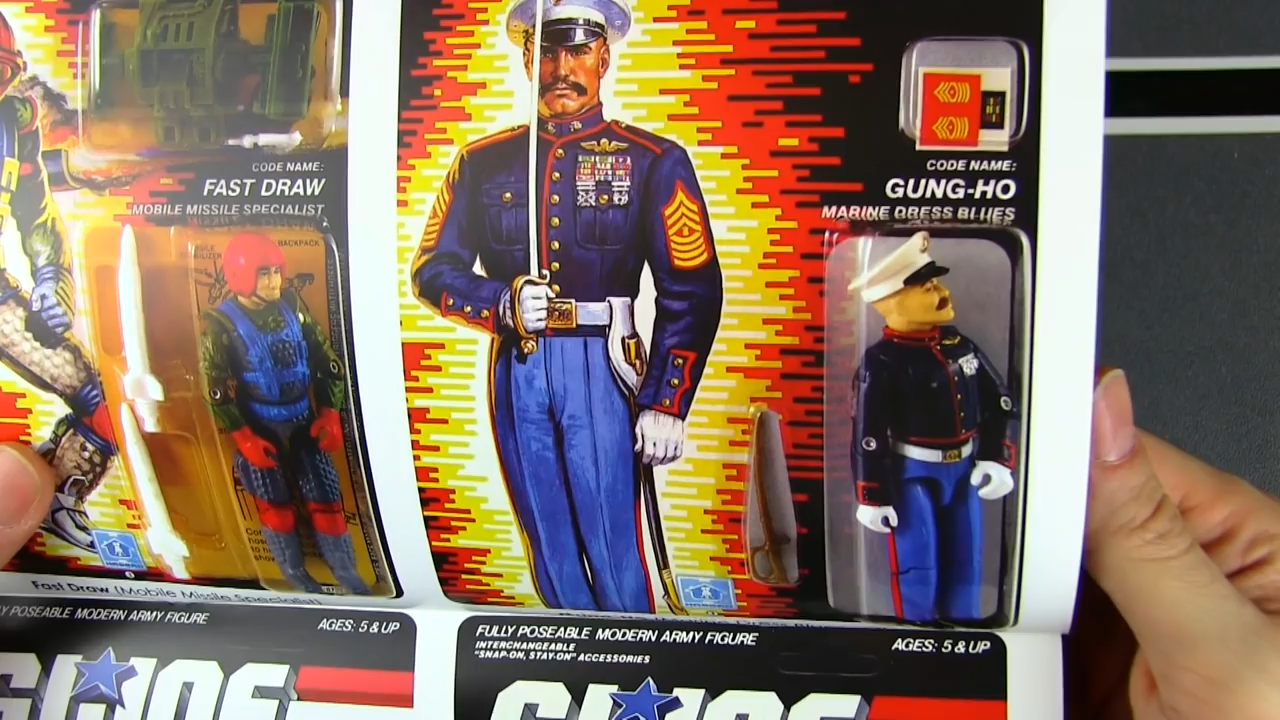 CODE NAME:
FAST DRAW
MOBILE MISSILE SPECIALIST
BACKPACK
Fast Draw (Mobile Missile Specialist)
CODE NAME:
GUNG-HO
MARINE DRESS BLUES
POSEABLE MODERN ARMY FIGURE
AGES: 5 & UP
GIJOE
FULLY POSEABLE MODERN ARMY FIGURE
AGES: 5 & UP
INTERCHANGEABLE
"SNAP-ON, STAY-ON" ACCESSORIES
GIJOE